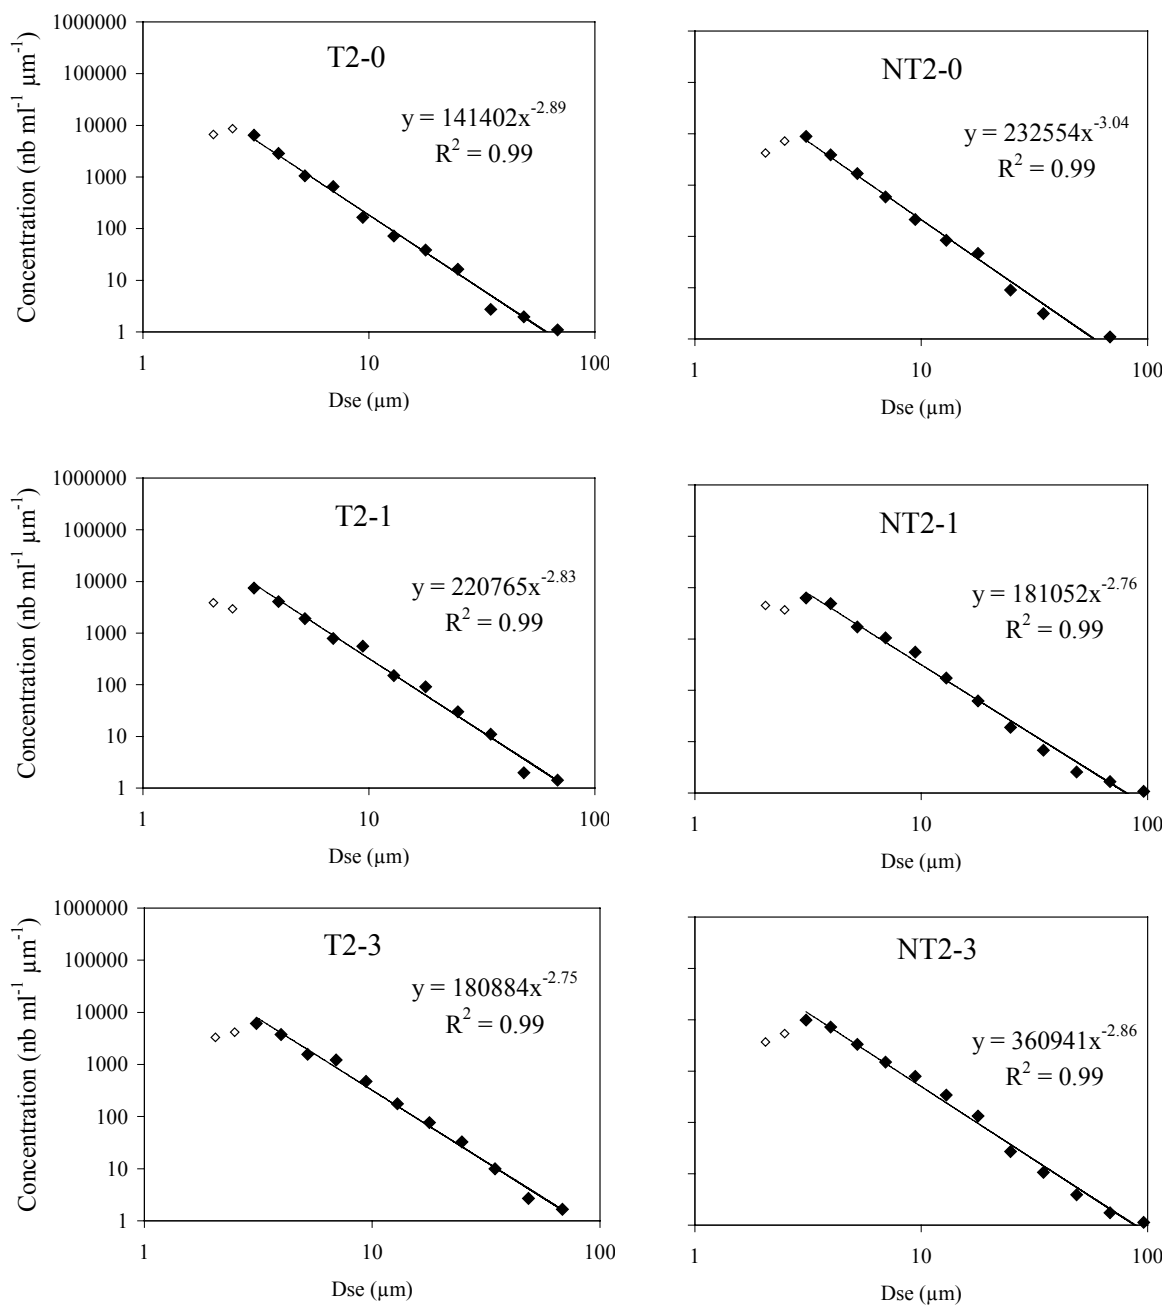 T2-0
y = 141402x^-2.89
R² = 0.99
Concentration (nb ml⁻¹ µm⁻¹)
1000000
100000
10000
1000
100
10
1
1 10 100
Dse (µm)
NT2-0
y = 232554x^-3.04
R² = 0.99
1 10 100
Dse (µm)
T2-1
y = 220765x^-2.83
R² = 0.99
Concentration (nb ml⁻¹ µm⁻¹)
1000000
100000
10000
1000
100
10
1
1 10 100
Dse (µm)
NT2-1
y = 181052x^-2.76
R² = 0.99
1 10 100
Dse (µm)
T2-3
y = 180884x^-2.75
R² = 0.99
Concentration (nb ml⁻¹ µm⁻¹)
1000000
100000
10000
1000
100
10
1
1 10 100
Dse (µm)
NT2-3
y = 360941x^-2.86
R² = 0.99
1 10 100
Dse (µm)